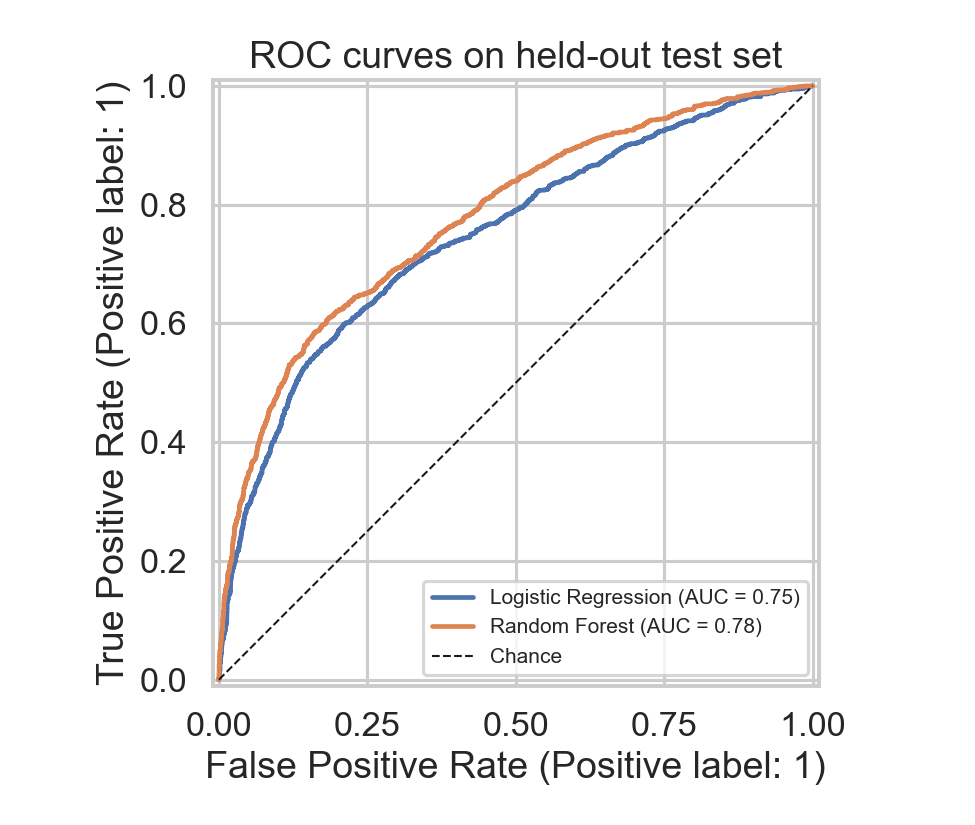 ROC curves on held-out test set
True Positive Rate (Positive label: 1)
1.0
0.8
0.6
0.4
0.2
0.0
Logistic Regression (AUC = 0.75)
Random Forest (AUC = 0.78)
Chance
0.00 0.25 0.50 0.75 1.00
False Positive Rate (Positive label: 1)